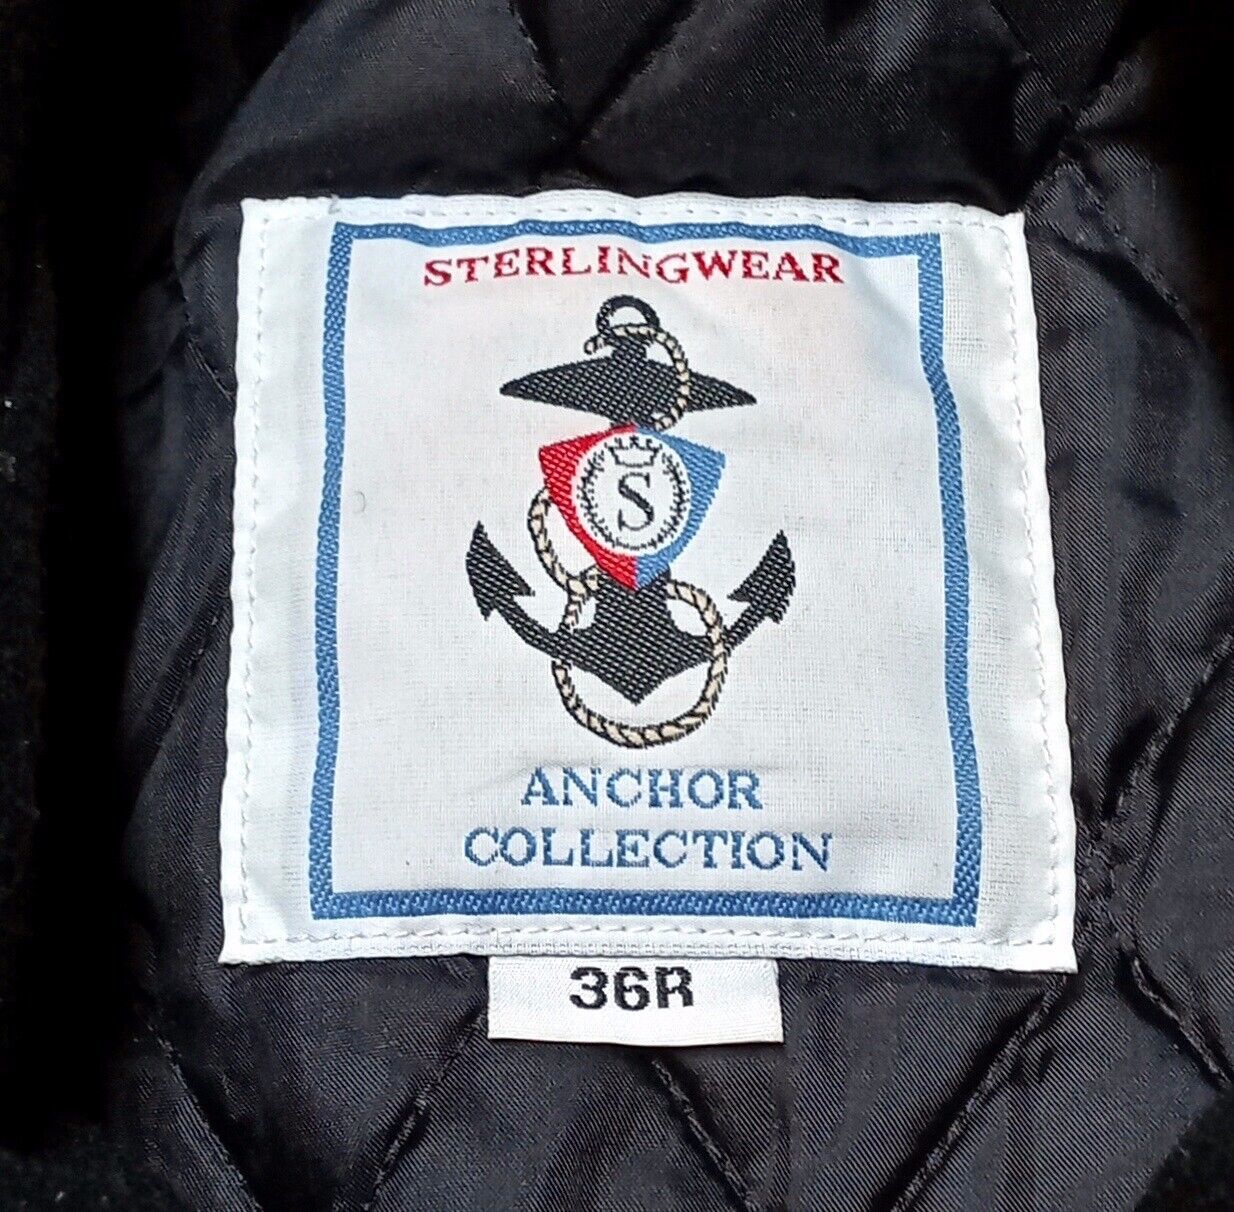 STERLINGWEAR
S
ANCHOR
COLLECTION
36R